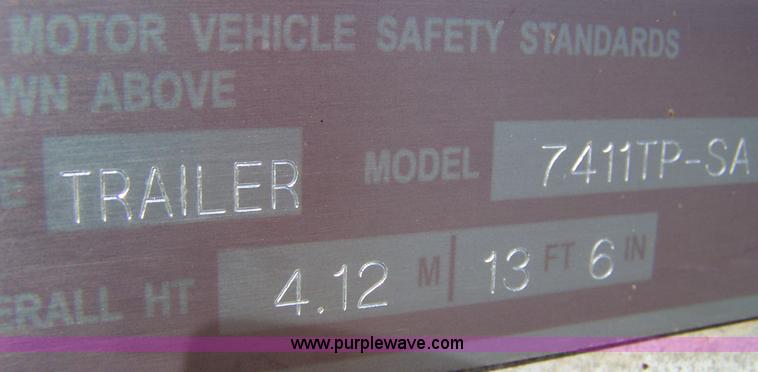 MOTOR VEHICLE SAFETY STANDARDS
WN ABOVE
E TRAILER MODEL 7411TP-SA
ERALL HT 4.12 M | 13 FT 6 IN
www.purplewave.com